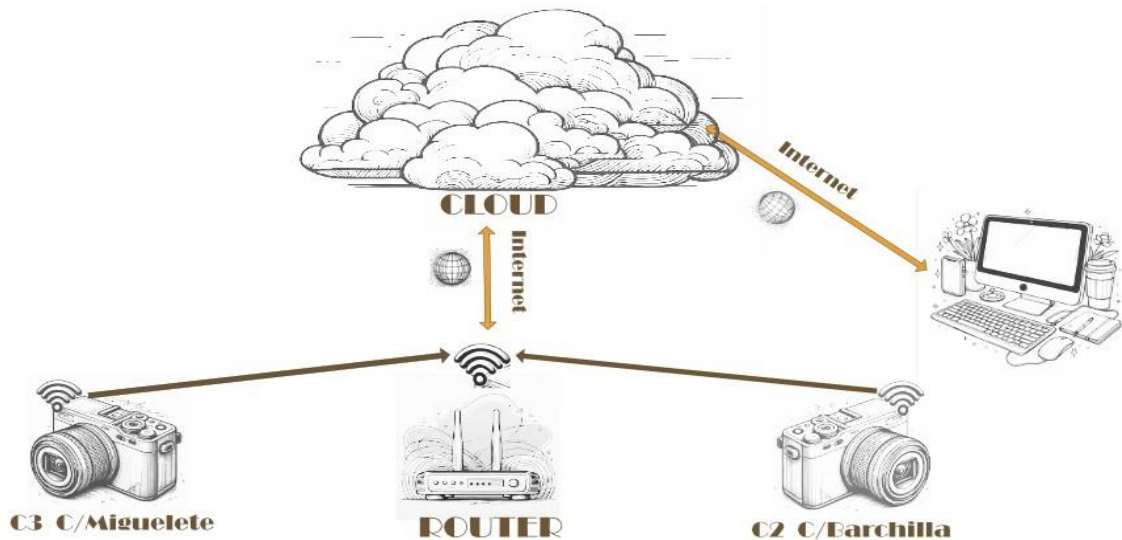 CLOUD
Internet
Internet
C3 C/Miguelete
ROUTER
C2 C/Barchilla